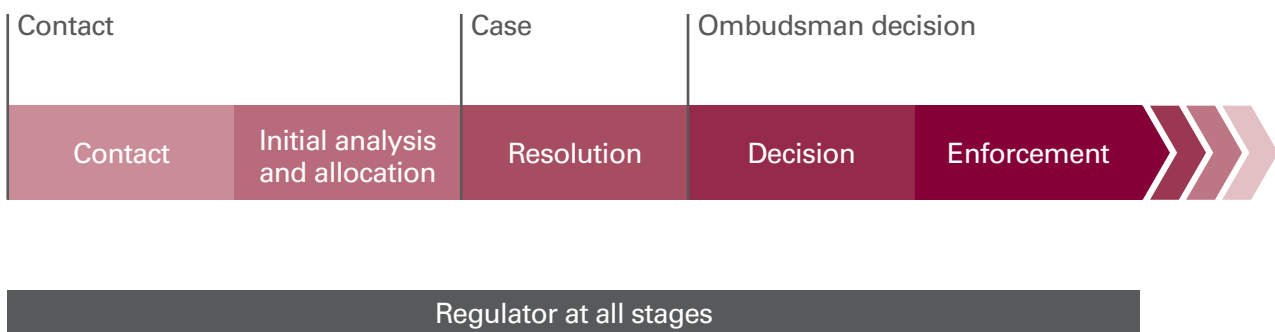 Contact
Case
Ombudsman decision
Contact
Initial analysis
and allocation
Resolution
Decision
Enforcement
Regulator at all stages